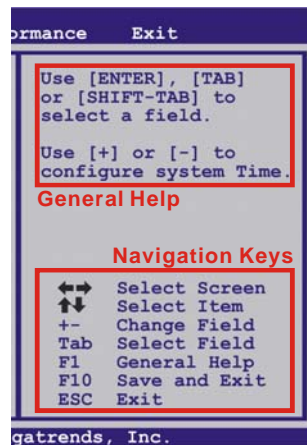 ormance Exit
Use [ENTER], [TAB]
or [SHIFT-TAB] to
select a field.
Use [+] or [-] to
configure system Time.
General Help
Navigation Keys
←→ Select Screen
↑↓ Select Item
+- Change Field
Tab Select Field
F1 General Help
F10 Save and Exit
ESC Exit
gatrends, Inc.